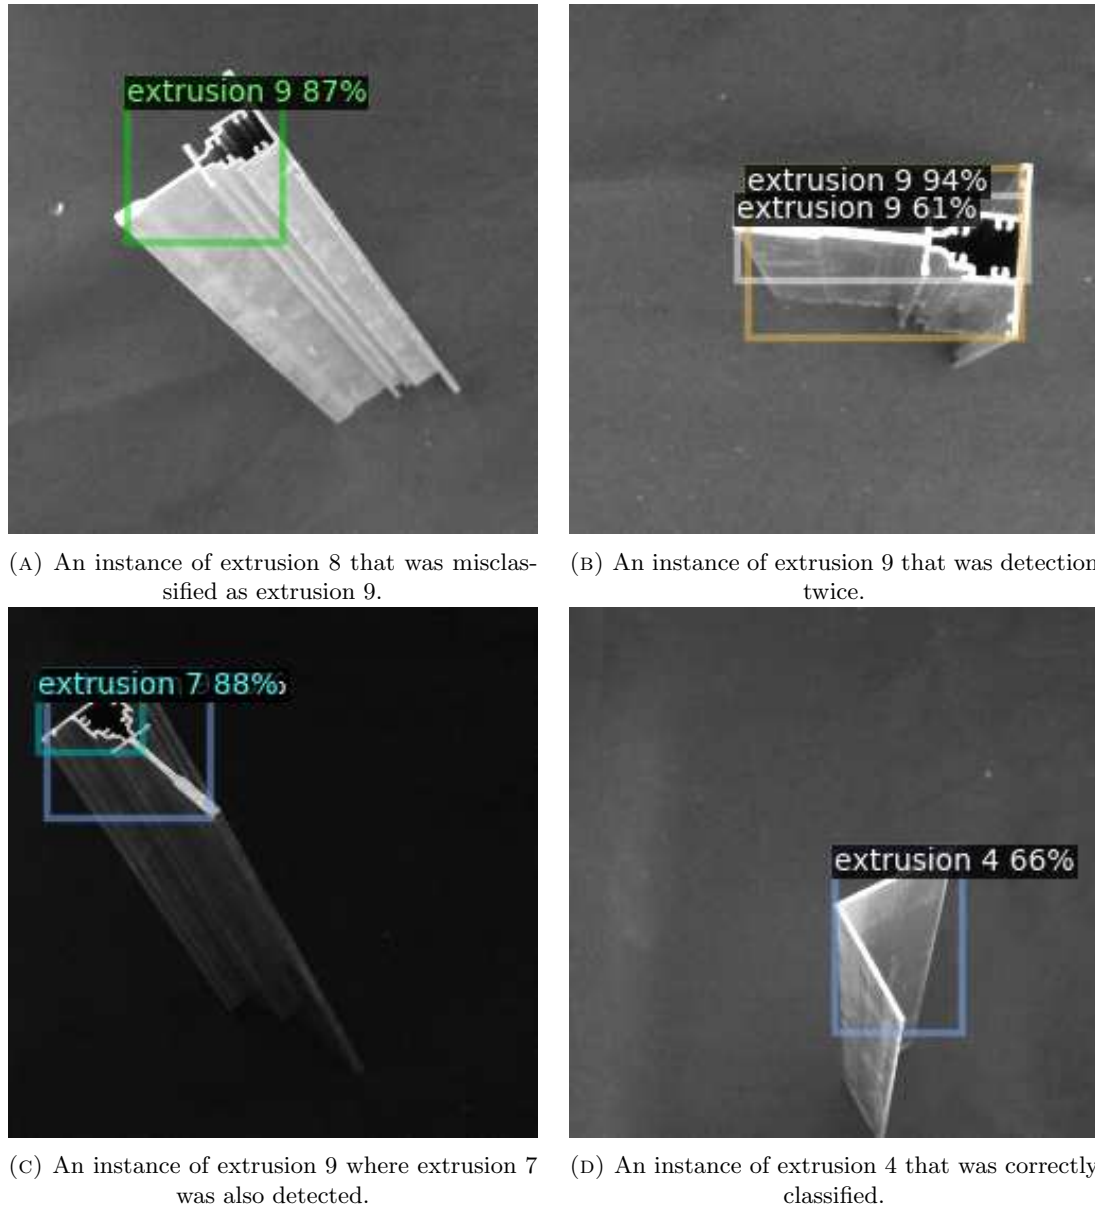 extrusion 9 87%
extrusion 9 94%
extrusion 9 61%
(A) An instance of extrusion 8 that was misclas-
sified as extrusion 9.
(B) An instance of extrusion 9 that was detection
twice.
extrusion 7 88%
extrusion 4 66%
(C) An instance of extrusion 9 where extrusion 7
was also detected.
(D) An instance of extrusion 4 that was correctly
classified.